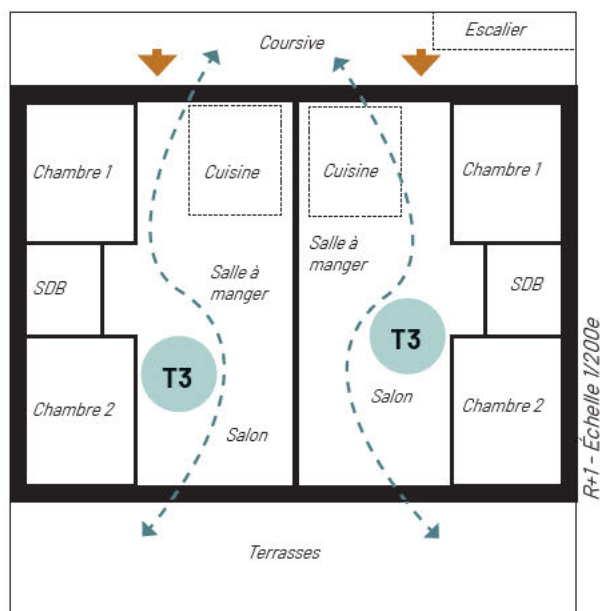 Escalier
Coursive
Chambre 1
Cuisine
Cuisine
Chambre 1
Salle à
manger
Salle à
manger
SDB
SDB
T3
T3
Chambre 2
Salon
Salon
Chambre 2
Terrasses
R+1 - Échelle 1/200e